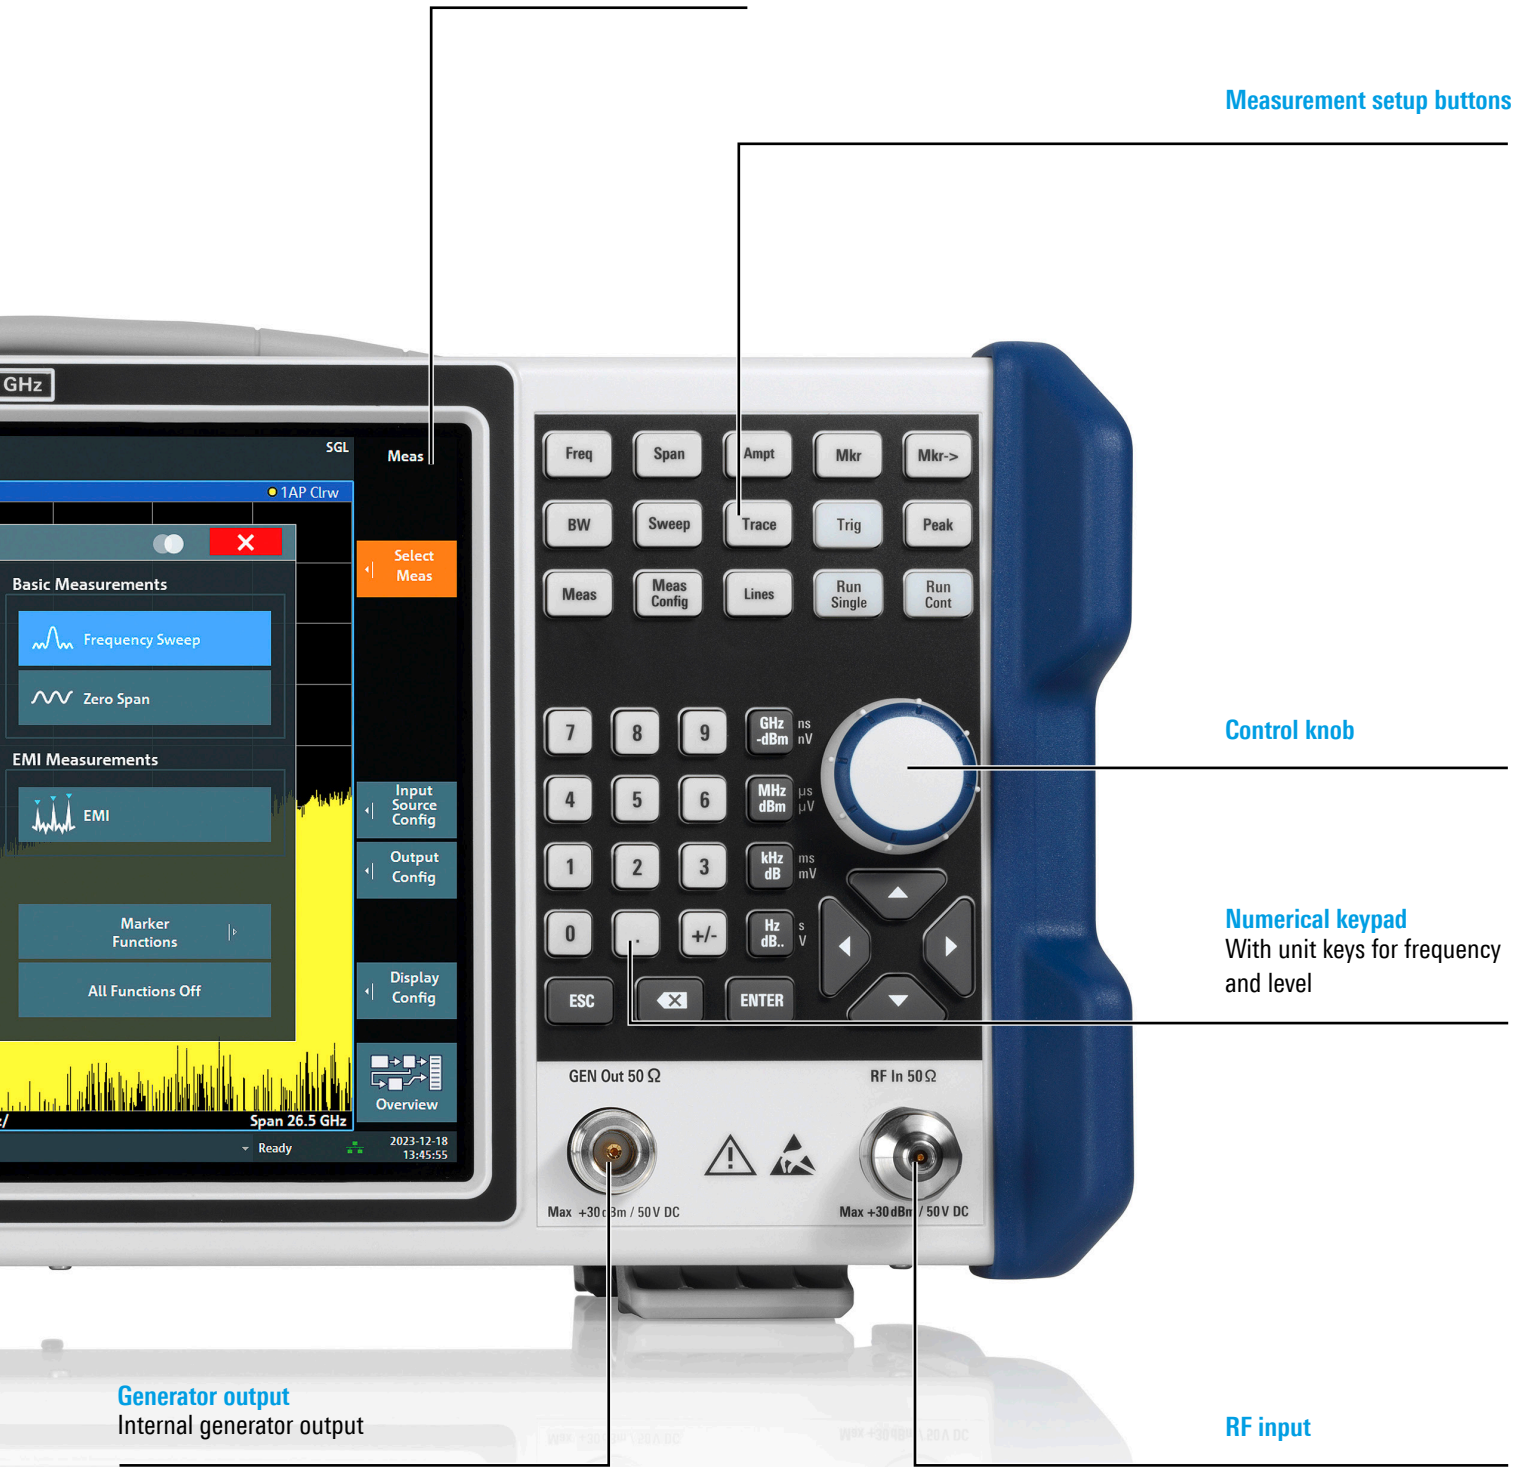 Measurement setup buttons
GHz
SGL
Meas
1AP Clrw
Select
Meas
Basic Measurements
Frequency Sweep
Zero Span
EMI Measurements
EMI
Input
Source
Config
Output
Config
Marker
Functions
All Functions Off
Display
Config
Overview
Span 26.5 GHz
Ready
2023-12-18
13:45:55
Freq Span Ampt Mkr Mkr->
BW Sweep Trace Trig Peak
Meas Meas Config Lines Run Single Run Cont
7 8 9 GHz -dBm ns nV
4 5 6 MHz dBm µs µV
1 2 3 kHz dB ms mV
0 . +/- Hz dB.. s V
ESC ENTER
Control knob
Numerical keypad
With unit keys for frequency
and level
GEN Out 50 Ω
RF In 50 Ω
Max +30 dBm / 50 V DC
Max +30 dBm / 50 V DC
Generator output
Internal generator output
RF input